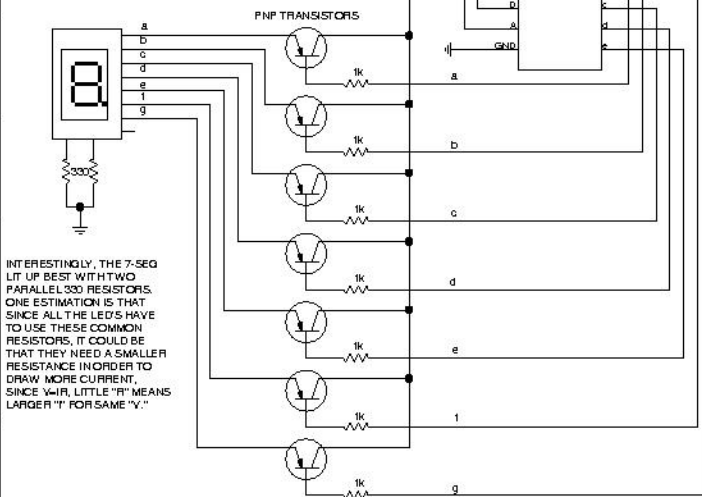 PNP TRANSISTORS
D
c
A
d
GND
e
a
b
c
d
e
f
g
1k
a
1k
b
330
1k
c
1k
d
1k
e
1k
f
1k
g
INTERESTINGLY, THE 7-SEG
LIT UP BEST WITH TWO
PARALLEL 330 RESISTORS.
ONE ESTIMATION IS THAT
SINCE ALL THE LED'S HAVE
TO USE THESE COMMON
RESISTORS, IT COULD BE
THAT THEY NEED A SMALLER
RESISTANCE IN ORDER TO
DRAW MORE CURRENT,
SINCE V=IR, LITTLE "R" MEANS
LARGER "I" FOR SAME "V."